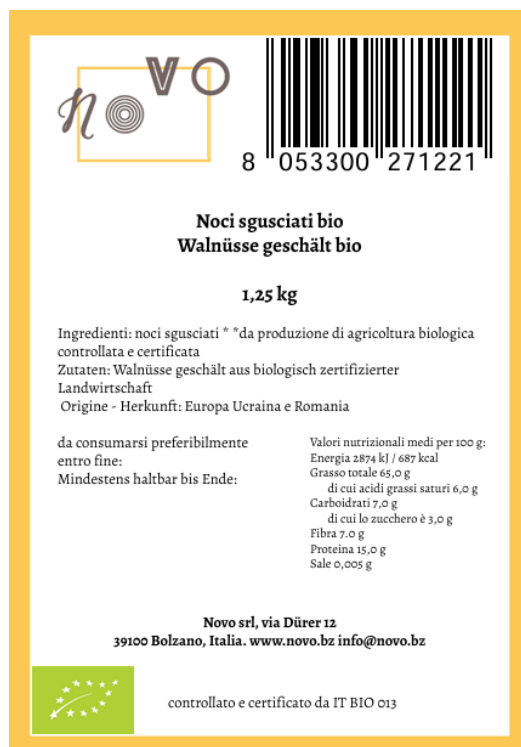 novo
8 053300 271221
Noci sgusciati bio
Walnüsse geschält bio
1,25 kg
Ingredienti: noci sgusciati * *da produzione di agricoltura biologica
controllata e certificata
Zutaten: Walnüsse geschält aus biologisch zertifizierter
Landwirtschaft
Origine - Herkunft: Europa Ucraina e Romania
da consumarsi preferibilmente
entro fine:
Mindestens haltbar bis Ende:
Valori nutrizionali medi per 100 g:
Energia 2874 kJ / 687 kcal
Grasso totale 65,0 g
di cui acidi grassi saturi 6,0 g
Carboidrati 7,0 g
di cui lo zucchero è 3,0 g
Fibra 7.0 g
Proteina 15,0 g
Sale 0,005 g
Novo srl, via Dürer 12
39100 Bolzano, Italia. www.novo.bz info@novo.bz
controllato e certificato da IT BIO 013